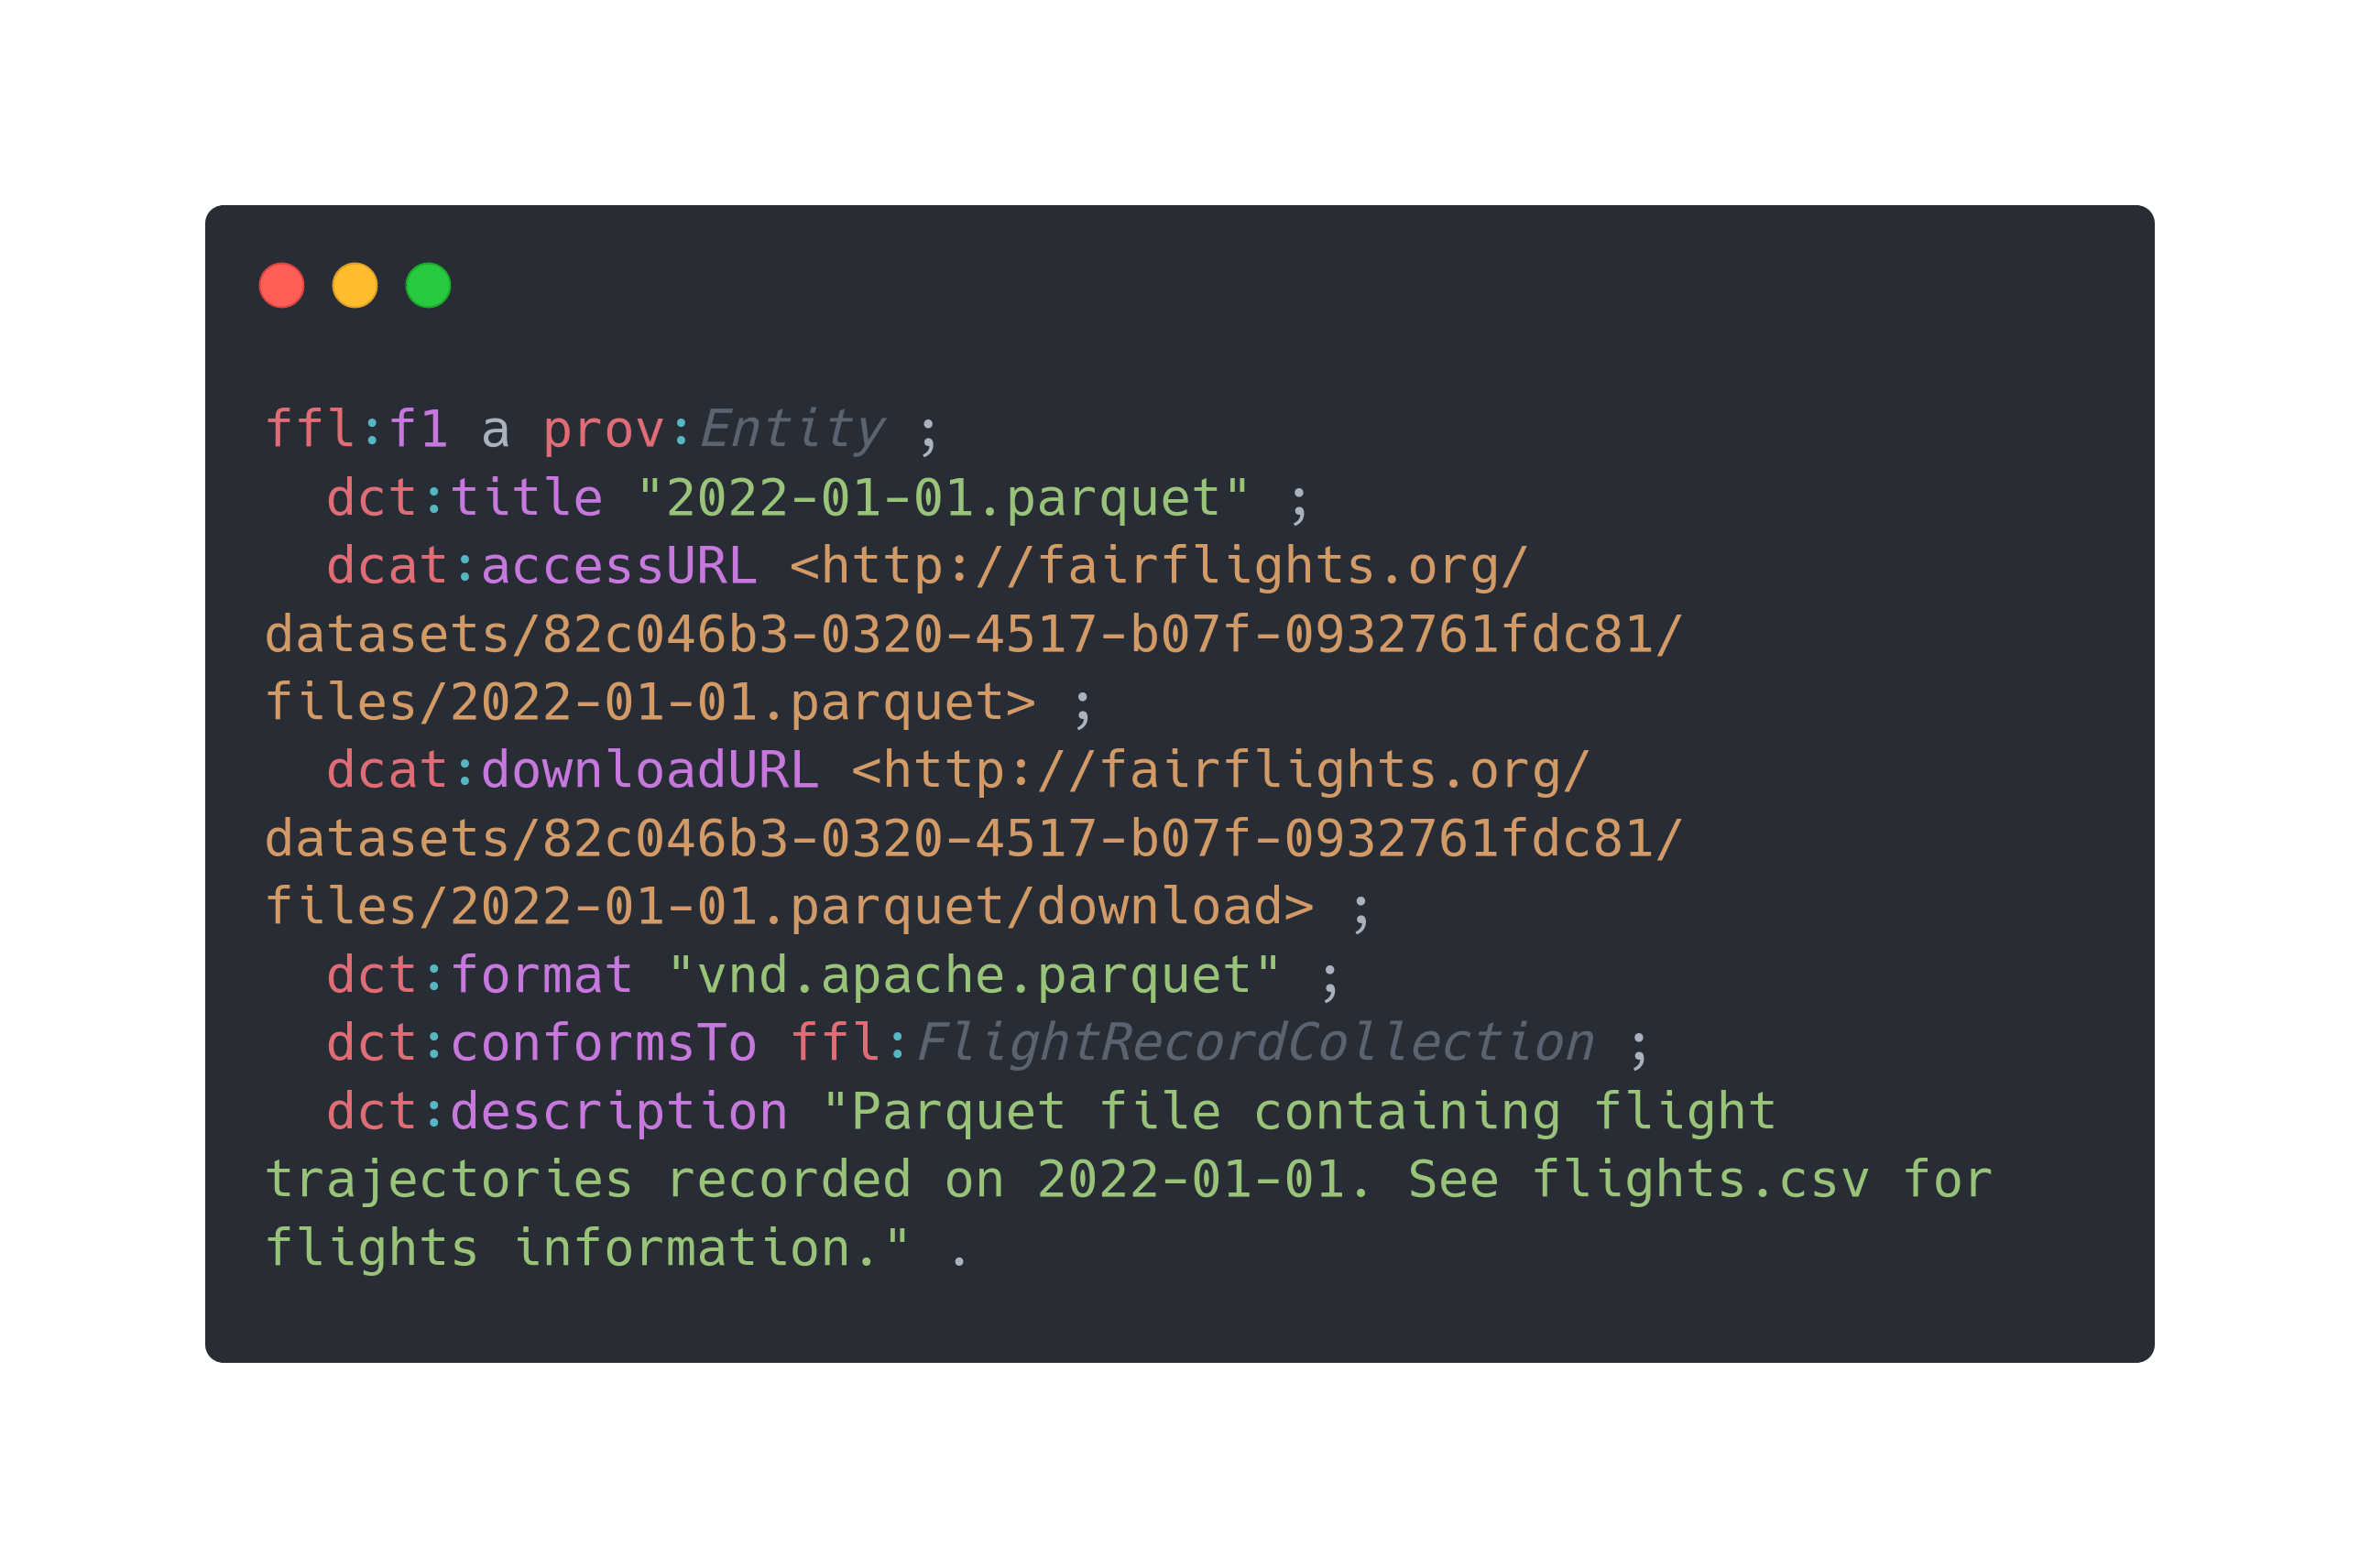 ffl:f1 a prov:Entity ;
  dct:title "2022-01-01.parquet" ;
  dcat:accessURL <http://fairflights.org/
datasets/82c046b3-0320-4517-b07f-0932761fdc81/
files/2022-01-01.parquet> ;
  dcat:downloadURL <http://fairflights.org/
datasets/82c046b3-0320-4517-b07f-0932761fdc81/
files/2022-01-01.parquet/download> ;
  dct:format "vnd.apache.parquet" ;
  dct:conformsTo ffl:FlightRecordCollection ;
  dct:description "Parquet file containing flight
trajectories recorded on 2022-01-01. See flights.csv for
flights information." .